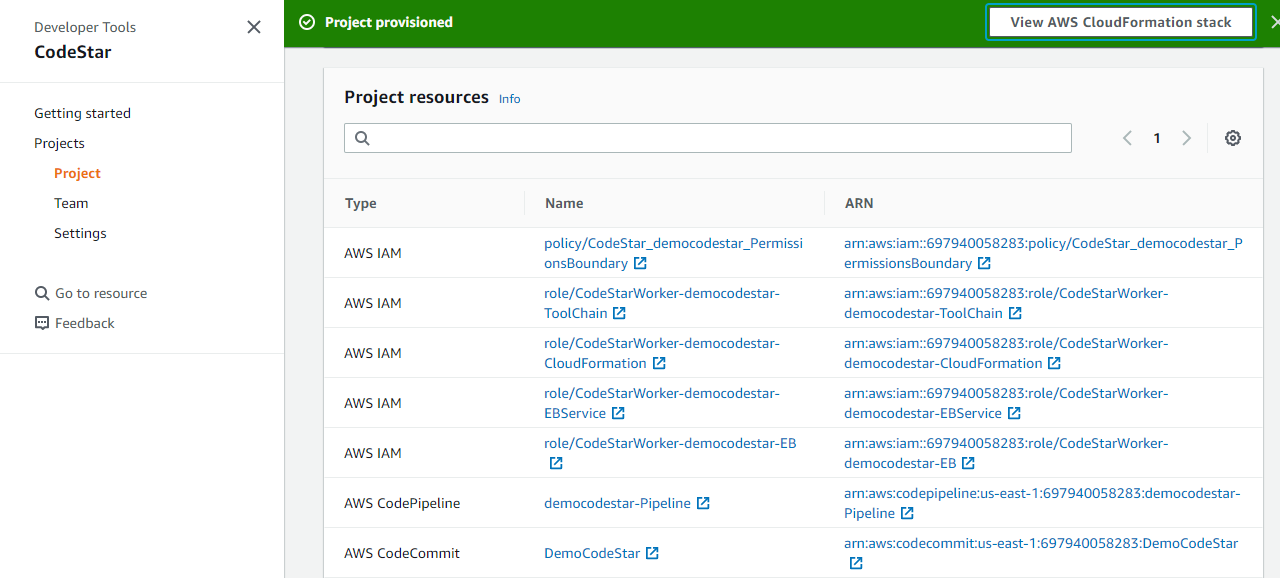 Developer Tools
CodeStar
Getting started
Projects
Project
Team
Settings
Go to resource
Feedback
Project provisioned
View AWS CloudFormation stack
Project resources Info
1
Type Name ARN
AWS IAM
policy/CodeStar_democodestar_Permissi
onsBoundary
arn:aws:iam::697940058283:policy/CodeStar_democodestar_P
ermissionsBoundary
AWS IAM
role/CodeStarWorker-democodestar-
ToolChain
arn:aws:iam::697940058283:role/CodeStarWorker-
democodestar-ToolChain
AWS IAM
role/CodeStarWorker-democodestar-
CloudFormation
arn:aws:iam::697940058283:role/CodeStarWorker-
democodestar-CloudFormation
AWS IAM
role/CodeStarWorker-democodestar-
EBService
arn:aws:iam::697940058283:role/CodeStarWorker-
democodestar-EBService
AWS IAM
role/CodeStarWorker-democodestar-EB
arn:aws:iam::697940058283:role/CodeStarWorker-
democodestar-EB
AWS CodePipeline
democodestar-Pipeline
arn:aws:codepipeline:us-east-1:697940058283:democodestar-
Pipeline
AWS CodeCommit
DemoCodeStar
arn:aws:codecommit:us-east-1:697940058283:DemoCodeStar